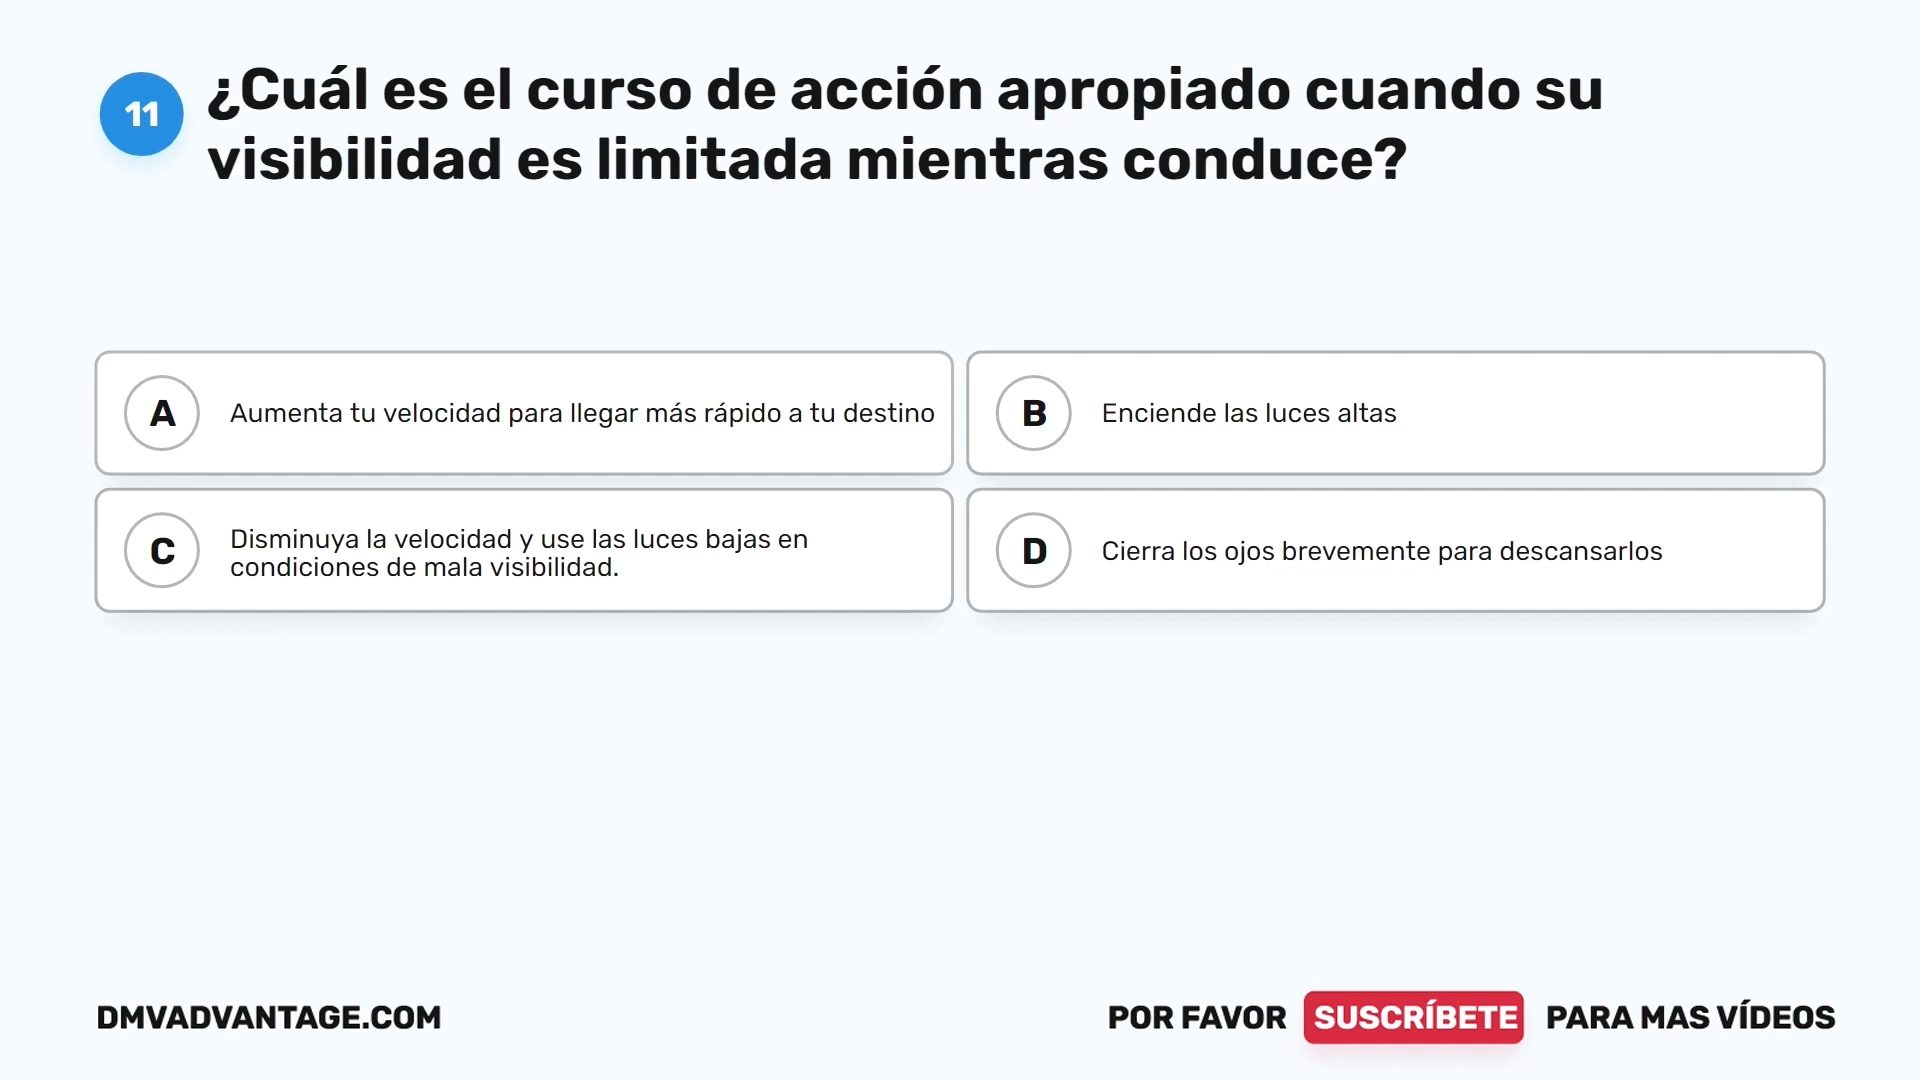 11
¿Cuál es el curso de acción apropiado cuando su
visibilidad es limitada mientras conduce?
A
Aumenta tu velocidad para llegar más rápido a tu destino
B
Enciende las luces altas
C
Disminuya la velocidad y use las luces bajas en
condiciones de mala visibilidad.
D
Cierra los ojos brevemente para descansarlos
DMVADVANTAGE.COM
POR FAVOR SUSCRÍBETE PARA MAS VÍDEOS